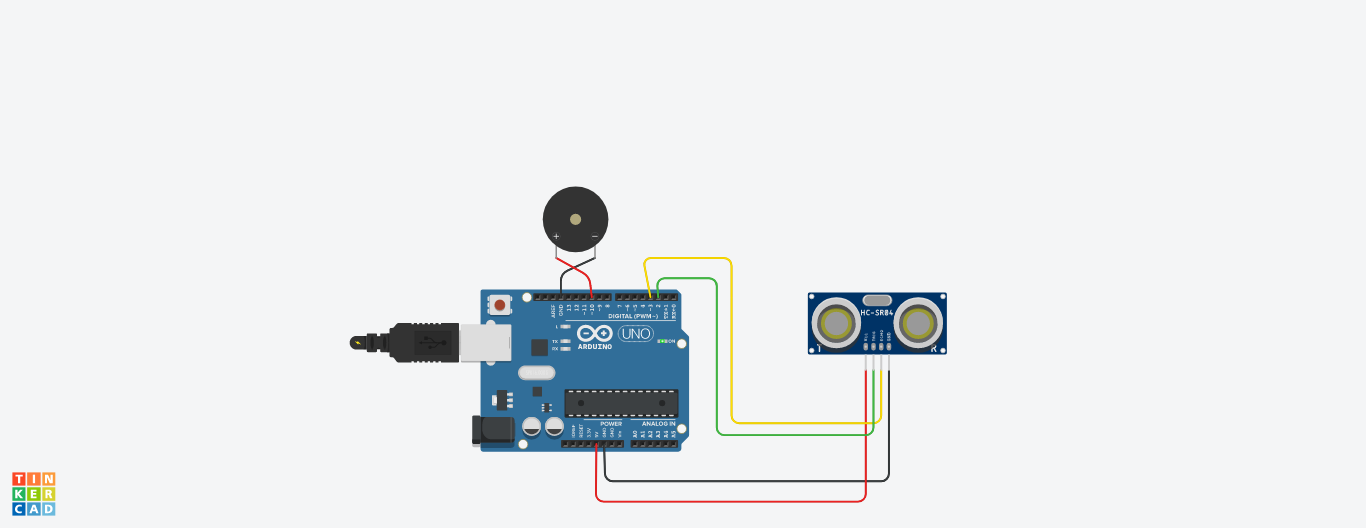 + −
AREF
GND
13
12
~11
~10
~9
8
7
~6
~5
4
~3
2
TX→1
RX←0
DIGITAL (PWM~)
L
TX
RX
ARDUINO
UNO
ON
HC-SR04
T
R
VCC
TRIG
ECHO
GND
POWER
ANALOG IN
IOREF
RESET
3.3V
5V
GND
GND
Vin
A0
A1
A2
A3
A4
A5
TIN
KER
CAD